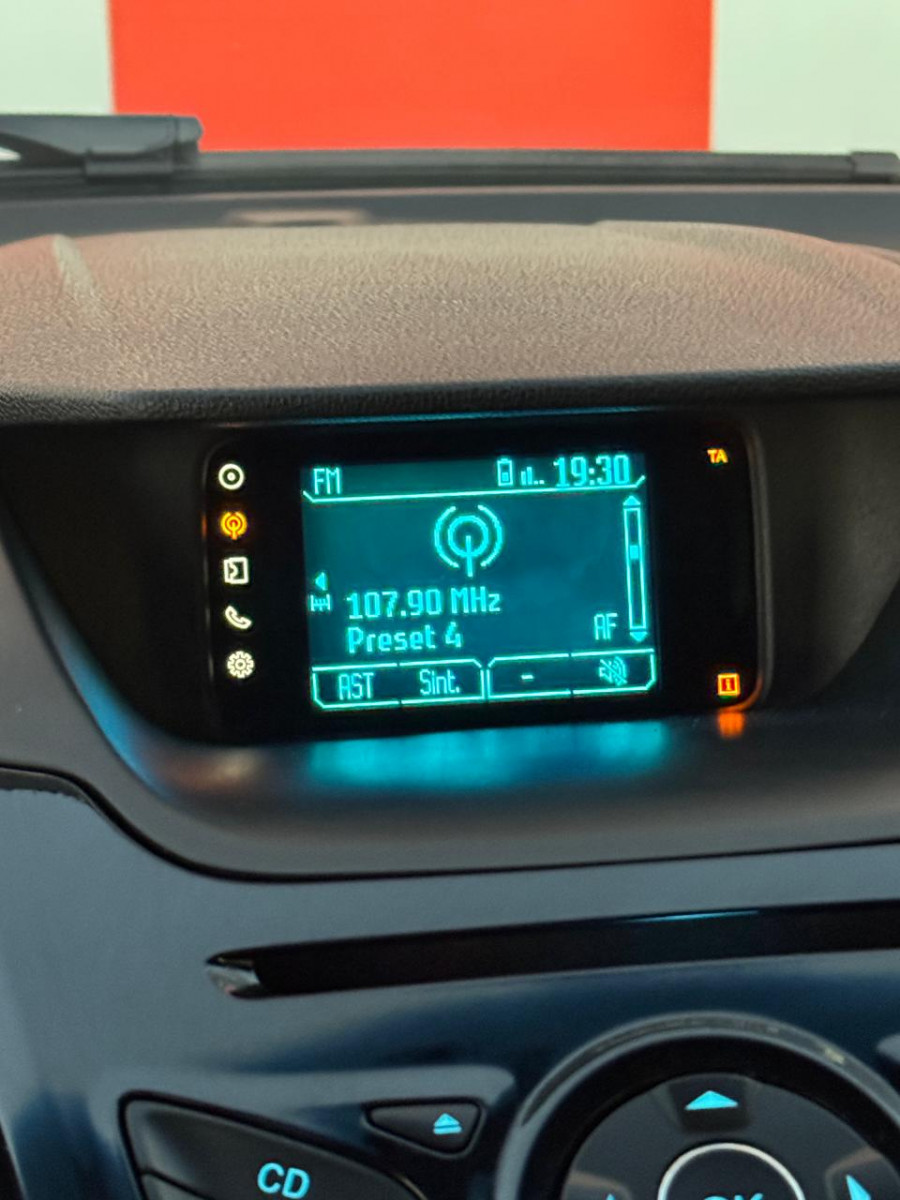 FM 19:30
TA
107.90 MHz
Preset 4 AF
AST Sint. -
i
CD
OK